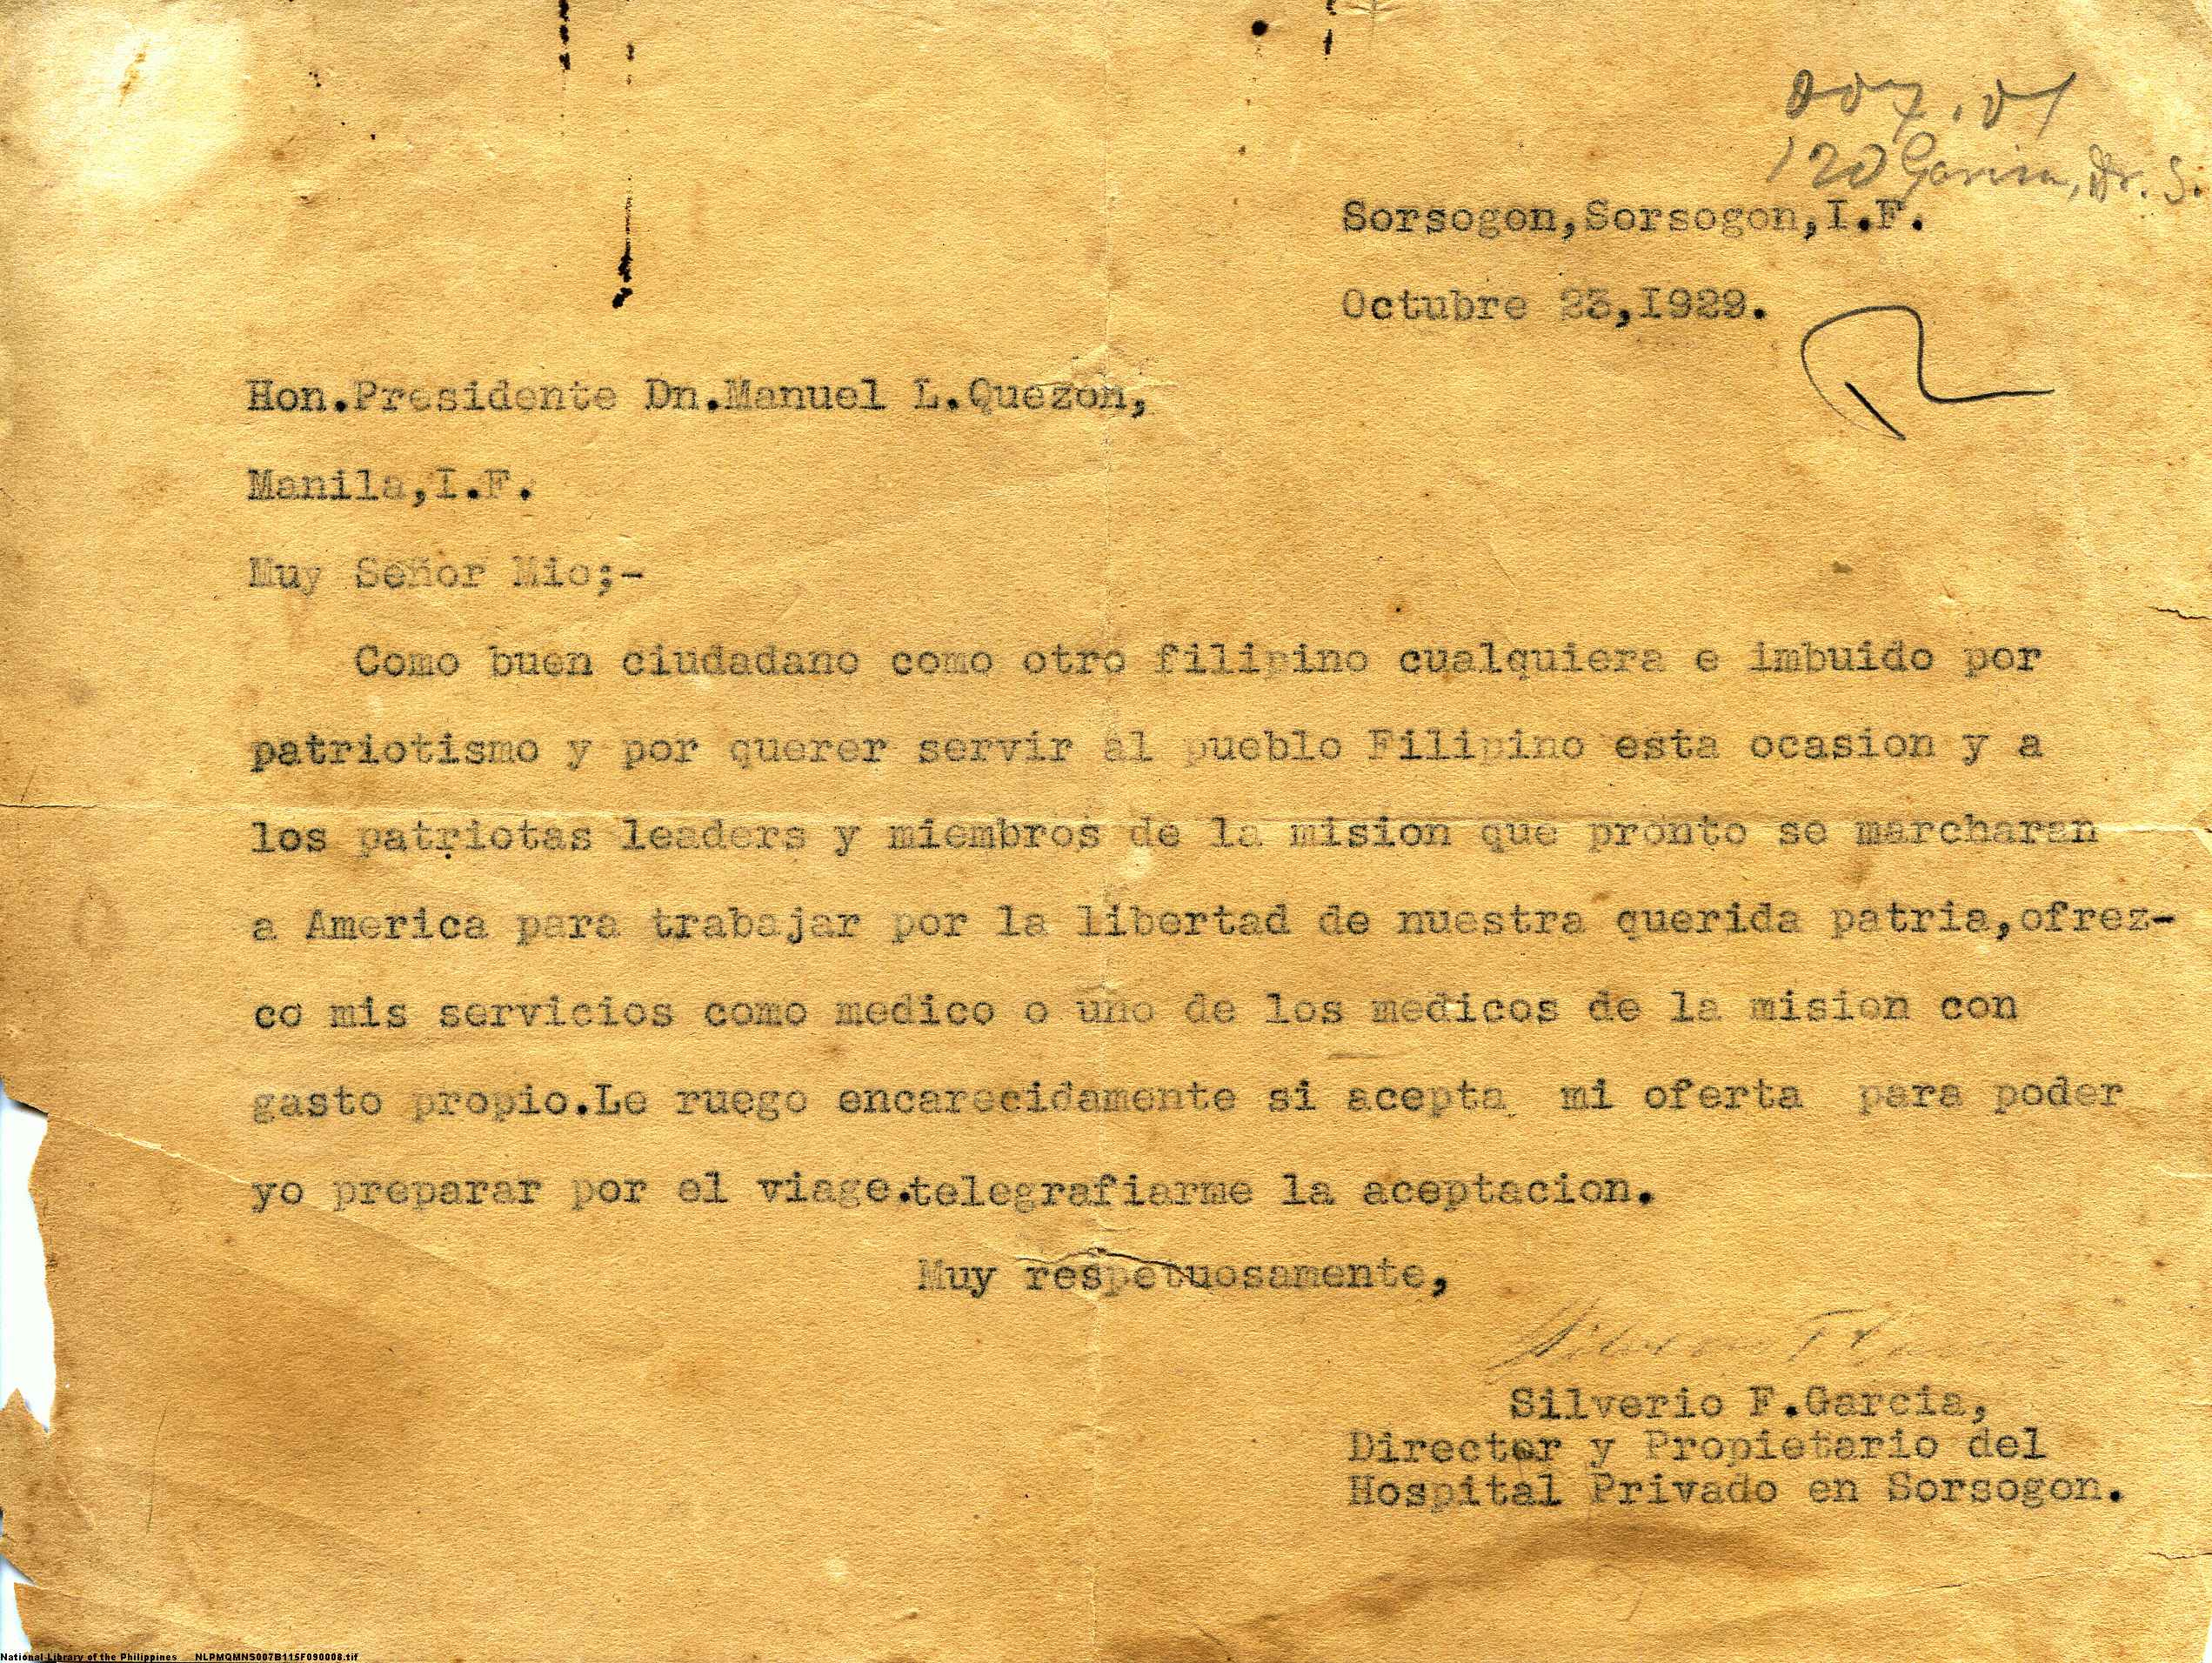 007.01
120 Garcia, Dr. S.
Sorsogon,Sorsogon,I.F.
Octubre 23,1929.
Hon.Presidente Dn.Manuel L.Quezon,
Manila,I.F.
Muy Señor Mio;-
Como buen ciudadano como otro filipino cualquiera e imbuido por
patriotismo y por querer servir al pueblo Filipino esta ocasion y a
los patriotas leaders y miembros de la mision que pronto se marcharan
a America para trabajar por la libertad de nuestra querida patria,ofrez-
co mis servicios como medico o uno de los medicos de la mision con
gasto propio.Le ruego encarecidamente si acepta mi oferta para poder
yo preparar por el viage.telegrafiarme la aceptacion.
Muy respetuosamente,
Silverio F.Garcia,
Director y Propietario del
Hospital Privado en Sorsogon.
National Library of the Philippines NLPMQMNS007B115F090008.tif